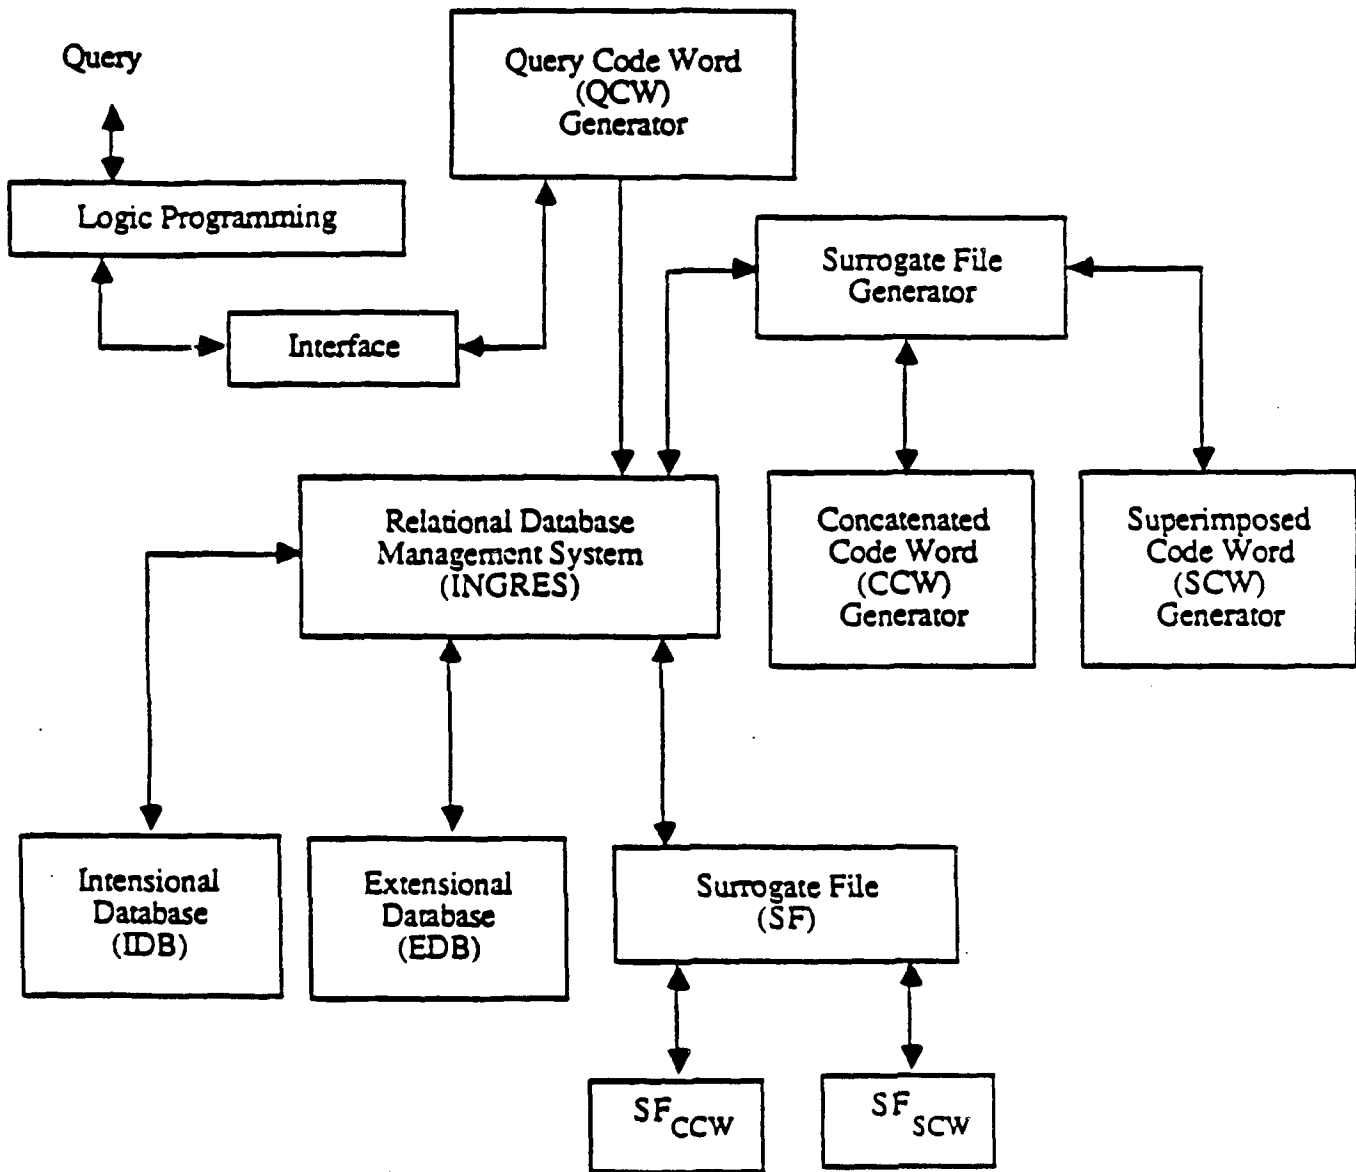 Query
Query Code Word
(QCW)
Generator
Logic Programming
Surrogate File
Generator
Interface
Relational Database
Management System
(INGRES)
Concatenated
Code Word
(CCW)
Generator
Superimposed
Code Word
(SCW)
Generator
Intensional
Database
(IDB)
Extensional
Database
(EDB)
Surrogate File
(SF)
SF CCW
SF SCW